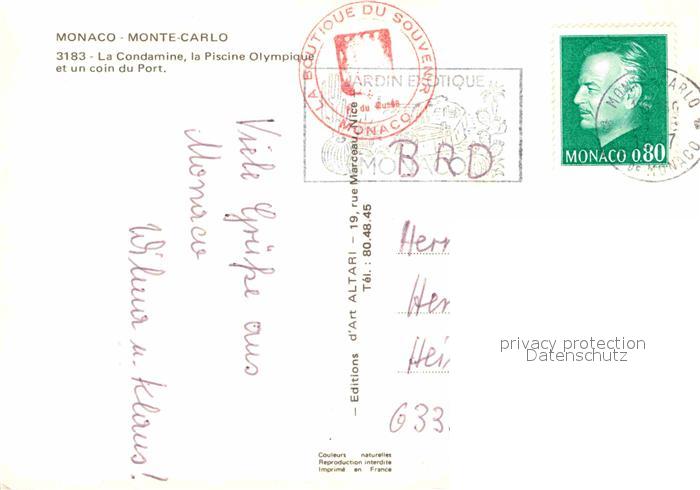 MONACO - MONTE-CARLO
3183 - La Condamine, la Piscine Olympique
et un coin du Port.
LA BOUTIQUE DU SOUVENIR
MONACO
JARDIN EXOTIQUE
MONACO
MONACO 0.80
MONTE-CARLO
Pte DE MONACO
BRD
Viele Grüße aus
Monaco
u. Klaus!
— Editions d'Art ALTARI — 19, rue Marceau, Nice
Tél. : 80.48.45
Herr
Her
Hei
633
privacy protection
Datenschutz
Couleurs naturelles
Reproduction interdite
Imprimé en France